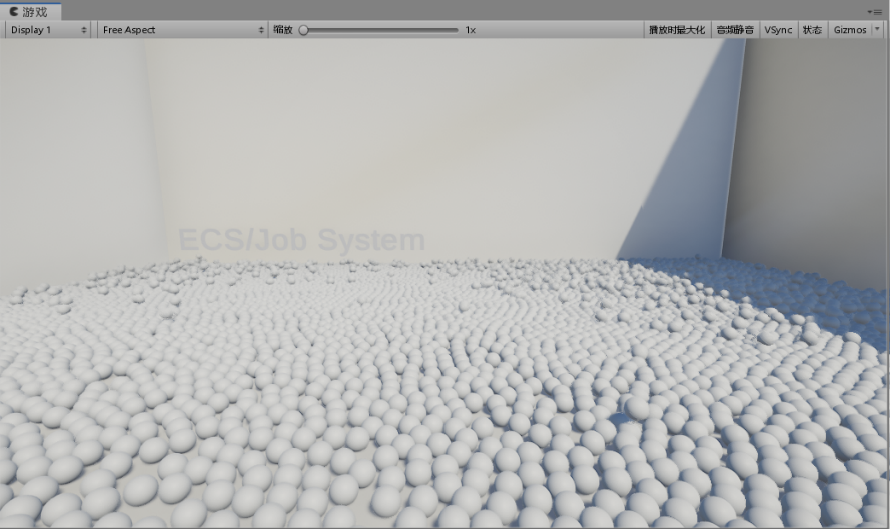 游戏
Display 1 Free Aspect 缩放 1x 播放时最大化 音频静音 VSync 状态 Gizmos
ECS/Job System